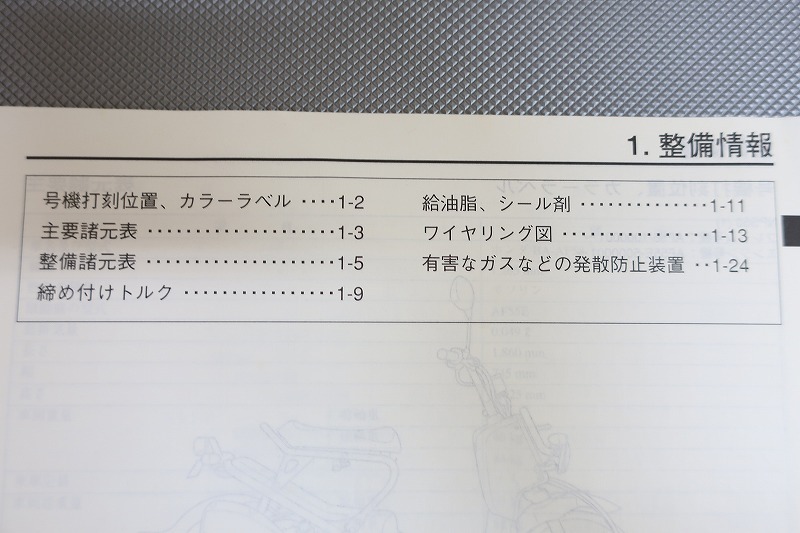 1. 整備情報
号機打刻位置、カラーラベル ････1-2
主要諸元表 ･･････････････････1-3
整備諸元表 ･･････････････････1-5
締め付けトルク ･･･････････････1-9
給油脂、シール剤 ･････････････1-11
ワイヤリング図 ･･･････････････1-13
有害なガスなどの発散防止装置 ･･1-24